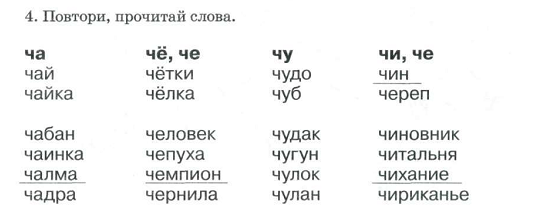 4. Повтори, прочитай слова.
ча чё, че чу чи, че
чай чётки чудо чин
чайка чёлка чуб череп
чабан человек чудак чиновник
чаинка чепуха чугун читальня
чалма чемпион чулок чихание
чадра чернила чулан чириканье